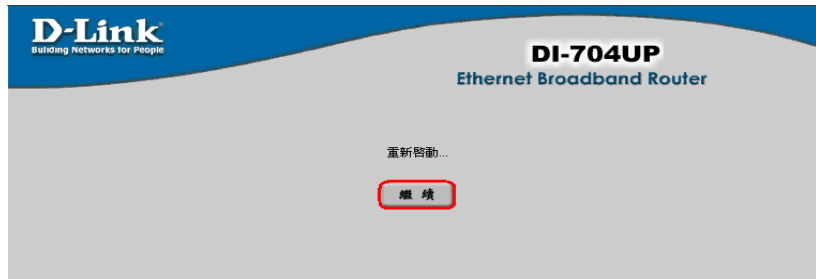 D-Link
Building Networks for People
DI-704UP
Ethernet Broadband Router
重新啓動...
繼 續